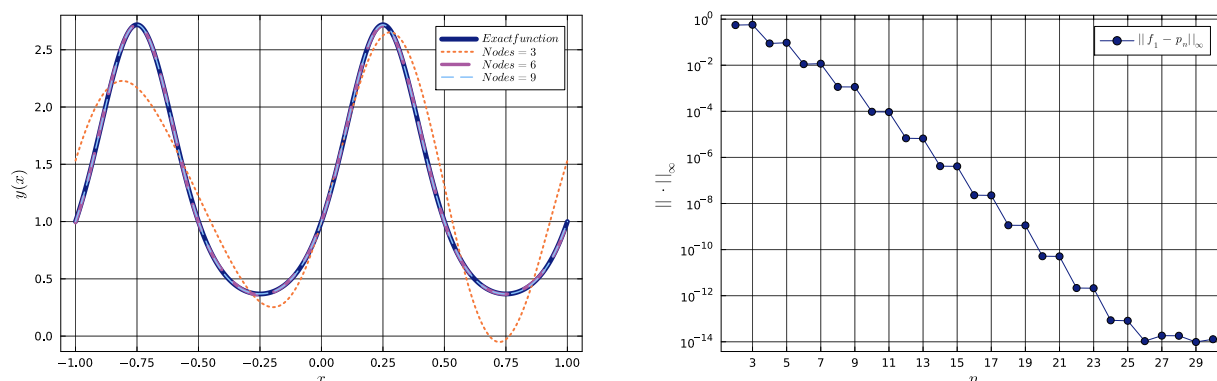 2.5
2.0
1.5
1.0
0.5
0.0
y(x)
−1.00 −0.75 −0.50 −0.25 0.00 0.25 0.50 0.75 1.00
Exactfunction
Nodes = 3
Nodes = 6
Nodes = 9
10^0
10^−2
10^−4
10^−6
10^−8
10^−10
10^−12
10^−14
|| · ||_∞
3 5 7 9 11 13 15 17 19 21 23 25 27 29
||f_1 − p_n||_∞